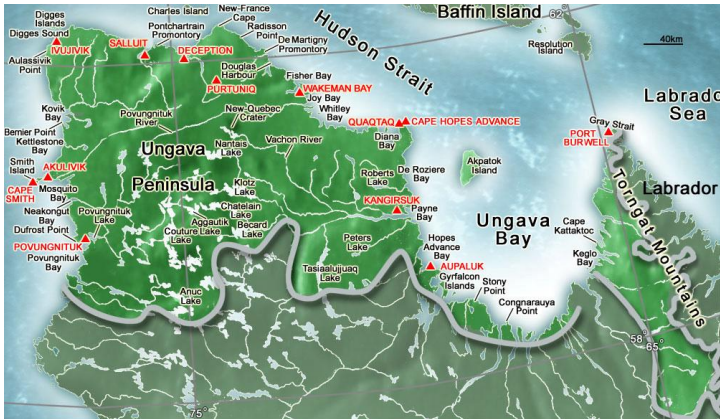 Digges
Islands
Digges Sound
IVUJIVIK
Aulassivik
Point
Charles Island
Pontchartrain
Promontory
SALLUIT
DECEPTION
New-France
Cape
Radisson
Point
De Martigny
Promontory
Douglas
Harbour
PURTUNIQ
Fisher Bay
WAKEMAN BAY
Joy Bay
Whitley
Bay
Hudson Strait
Baffin Island
62°
Resolution
Island
40km
Labrador
Sea
Gray Strait
PORT
BURWELL
Labrador
Torngat Mountains
Kovik
Bay
Povungnituk
River
New-Quebec
Crater
QUAQTAQ
CAPE HOPES ADVANCE
Diana
Bay
Bernier Point
Kettlestone
Bay
Ungava
Peninsula
Nantais
Lake
Vachon River
Smith
Island
AKULIVIK
CAPE
SMITH
Mosquito
Bay
Neakongut
Bay
Povungnituk
Lake
Dufrost Point
POVUNGNITUK
Povungnituk
Bay
Klotz
Lake
Chatelain
Lake
Aggautik
Couture Lake
Becard
Lake
Roberts
Lake
De Roziere
Bay
Akpatok
Island
KANGIRSUK
Payne
Bay
Ungava
Bay
Peters
Lake
Tasiaalujjuaq
Lake
Hopes
Advance
Bay
AUPALUK
Gyrfalcon
Islands
Stony
Point
Congnarauya
Point
Cape
Kattaktoc
Keglo
Bay
Anuc
Lake
58°
65°
75°